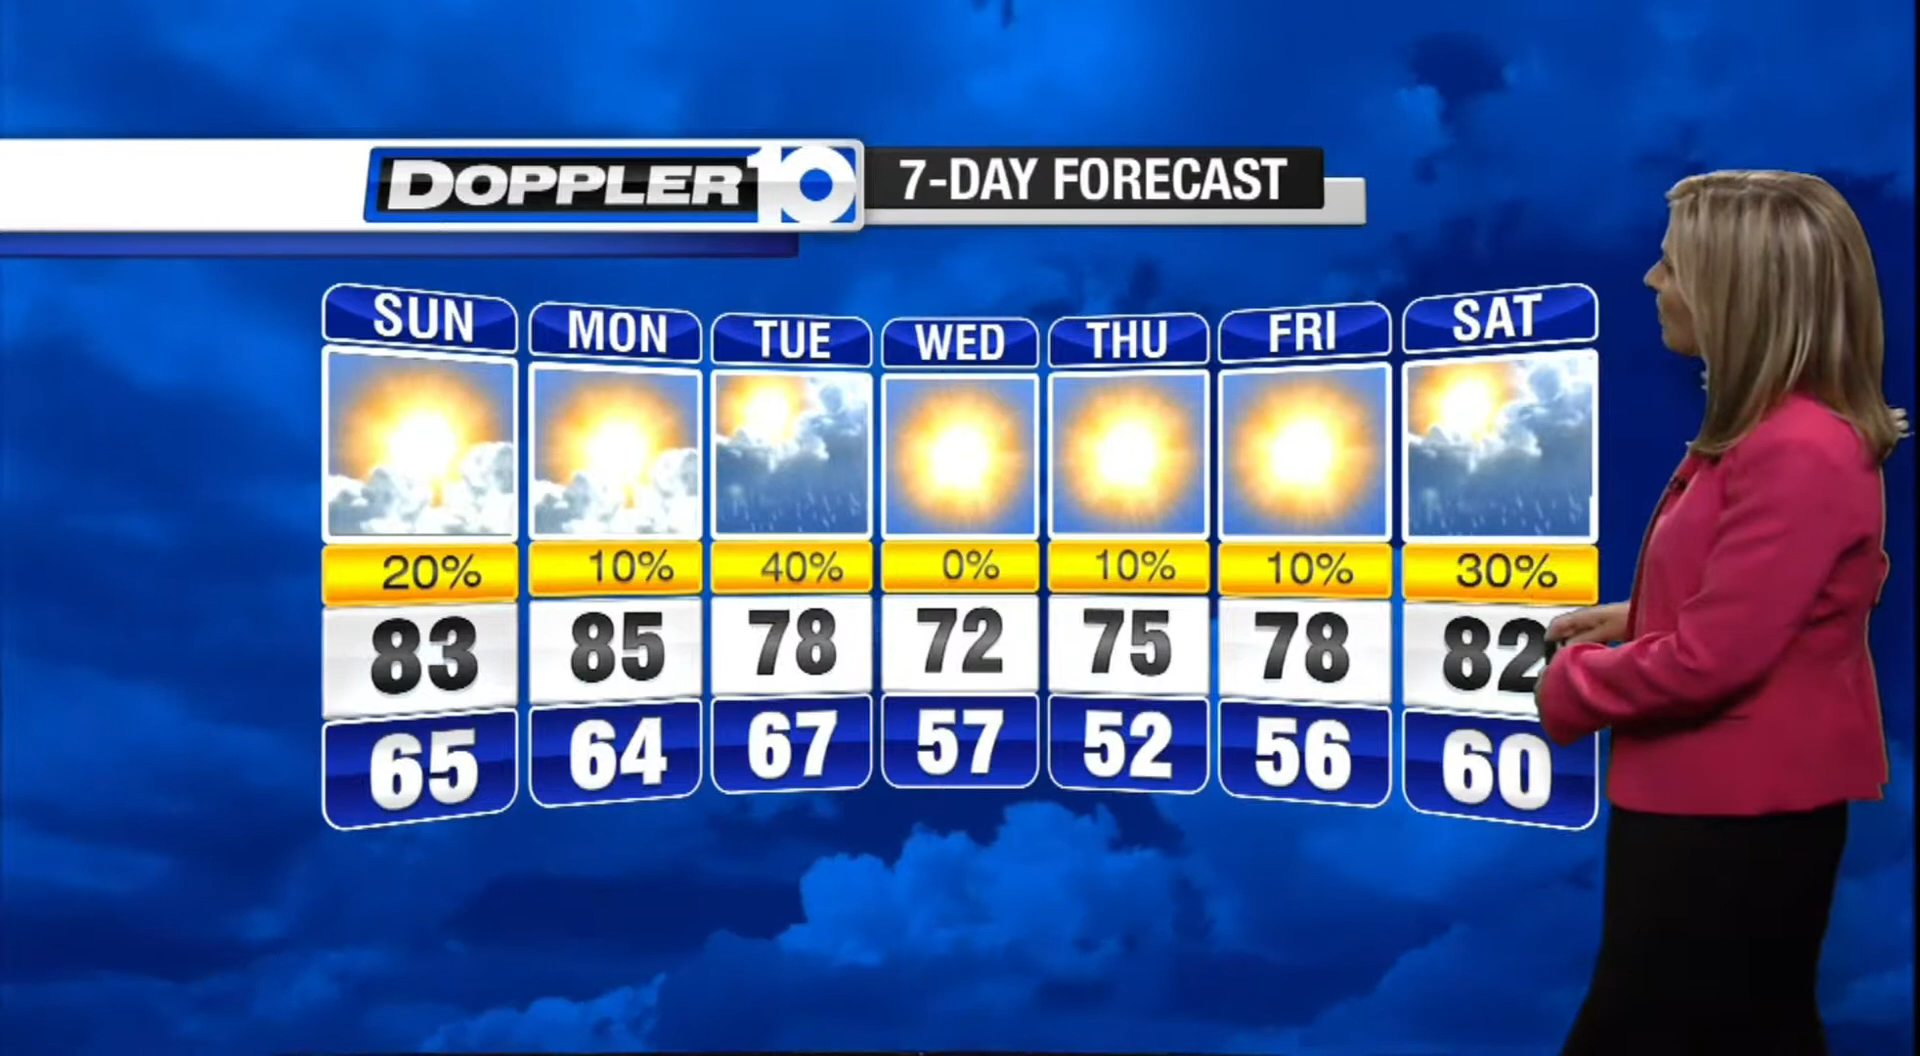 DOPPLER 10 7-DAY FORECAST
SUN MON TUE WED THU FRI SAT
20% 10% 40% 0% 10% 10% 30%
83 85 78 72 75 78 82
65 64 67 57 52 56 60